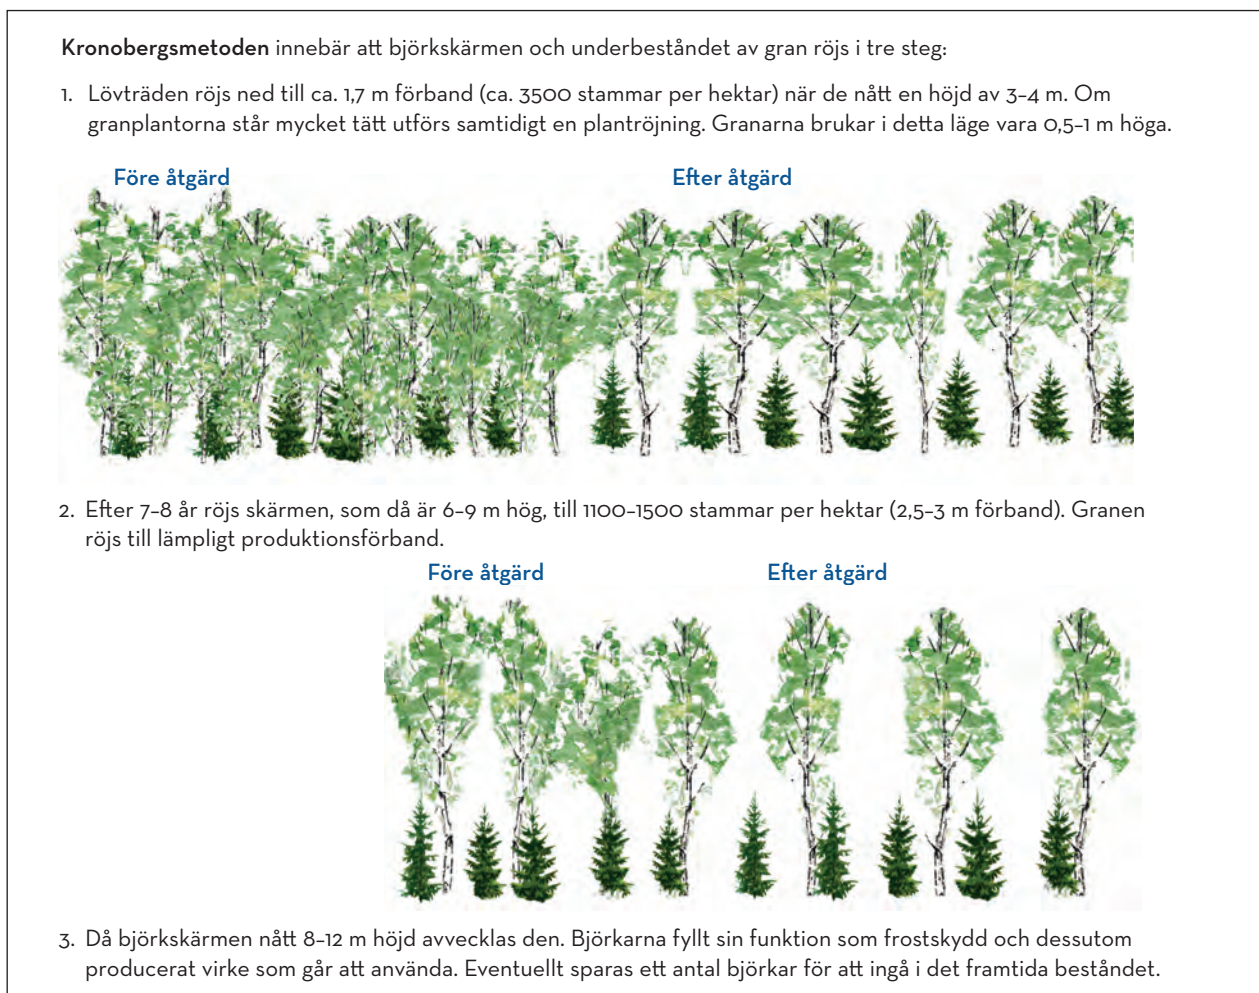 Kronobergsmetoden innebär att björkskärmen och underbeståndet av gran röjs i tre steg:
1. Lövträden röjs ned till ca. 1,7 m förband (ca. 3500 stammar per hektar) när de nått en höjd av 3–4 m. Om
granplantorna står mycket tätt utförs samtidigt en plantröjning. Granarna brukar i detta läge vara 0,5–1 m höga.
Före åtgärd Efter åtgärd
2. Efter 7–8 år röjs skärmen, som då är 6–9 m hög, till 1100–1500 stammar per hektar (2,5–3 m förband). Granen
röjs till lämpligt produktionsförband.
Före åtgärd Efter åtgärd
3. Då björkskärmen nått 8–12 m höjd avvecklas den. Björkarna fyllt sin funktion som frostskydd och dessutom
producerat virke som går att använda. Eventuellt sparas ett antal björkar för att ingå i det framtida beståndet.